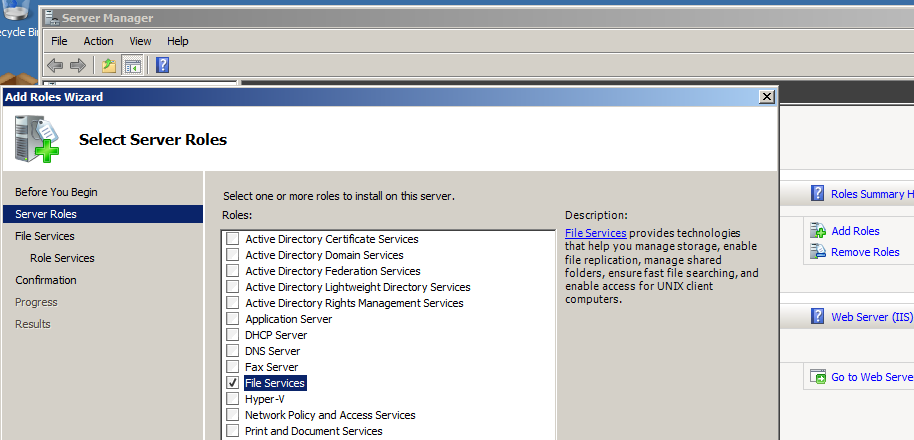 ecycle Bi
Server Manager
File Action View Help
Add Roles Wizard
Select Server Roles
Before You Begin
Server Roles
File Services
Role Services
Confirmation
Progress
Results
Select one or more roles to install on this server.
Roles:
Active Directory Certificate Services
Active Directory Domain Services
Active Directory Federation Services
Active Directory Lightweight Directory Services
Active Directory Rights Management Services
Application Server
DHCP Server
DNS Server
Fax Server
File Services
Hyper-V
Network Policy and Access Services
Print and Document Services
Description:
File Services provides technologies
that help you manage storage, enable
file replication, manage shared
folders, ensure fast file searching, and
enable access for UNIX client
computers.
Roles Summary H
Add Roles
Remove Roles
Web Server (IIS)
Go to Web Serve